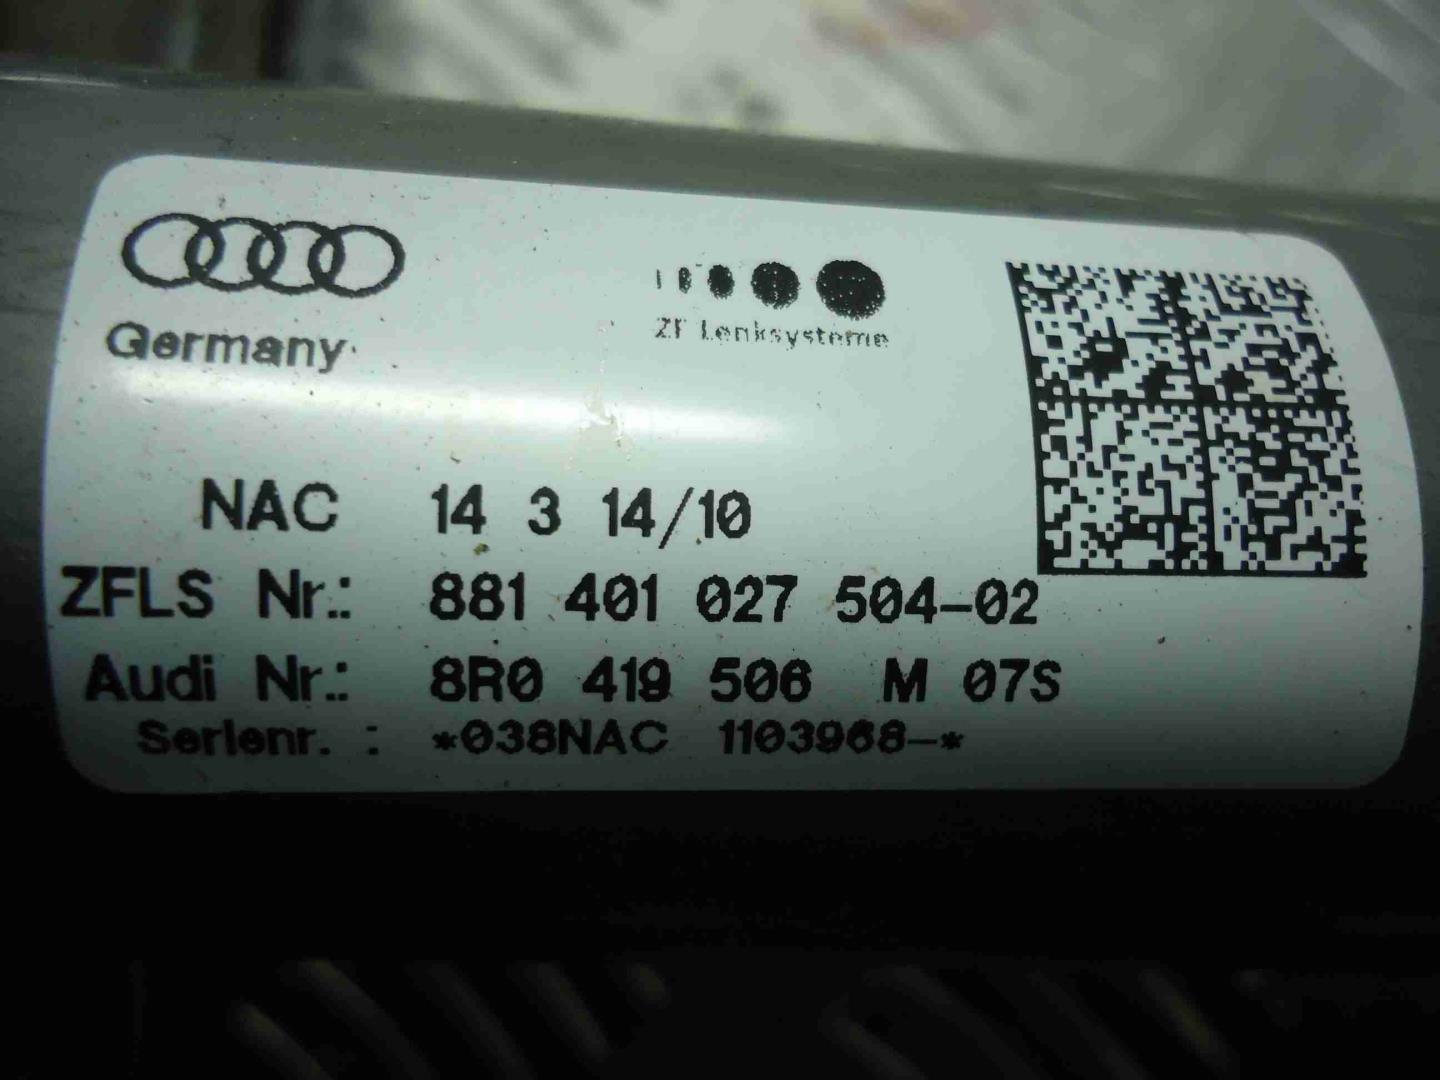 Germany
ZF Lenksysteme
NAC 14 3 14/10
ZFLS Nr.: 881 401 027 504-02
Audi Nr.: 8R0 419 506 M 07S
Serienr. : *038NAC 1103968-*